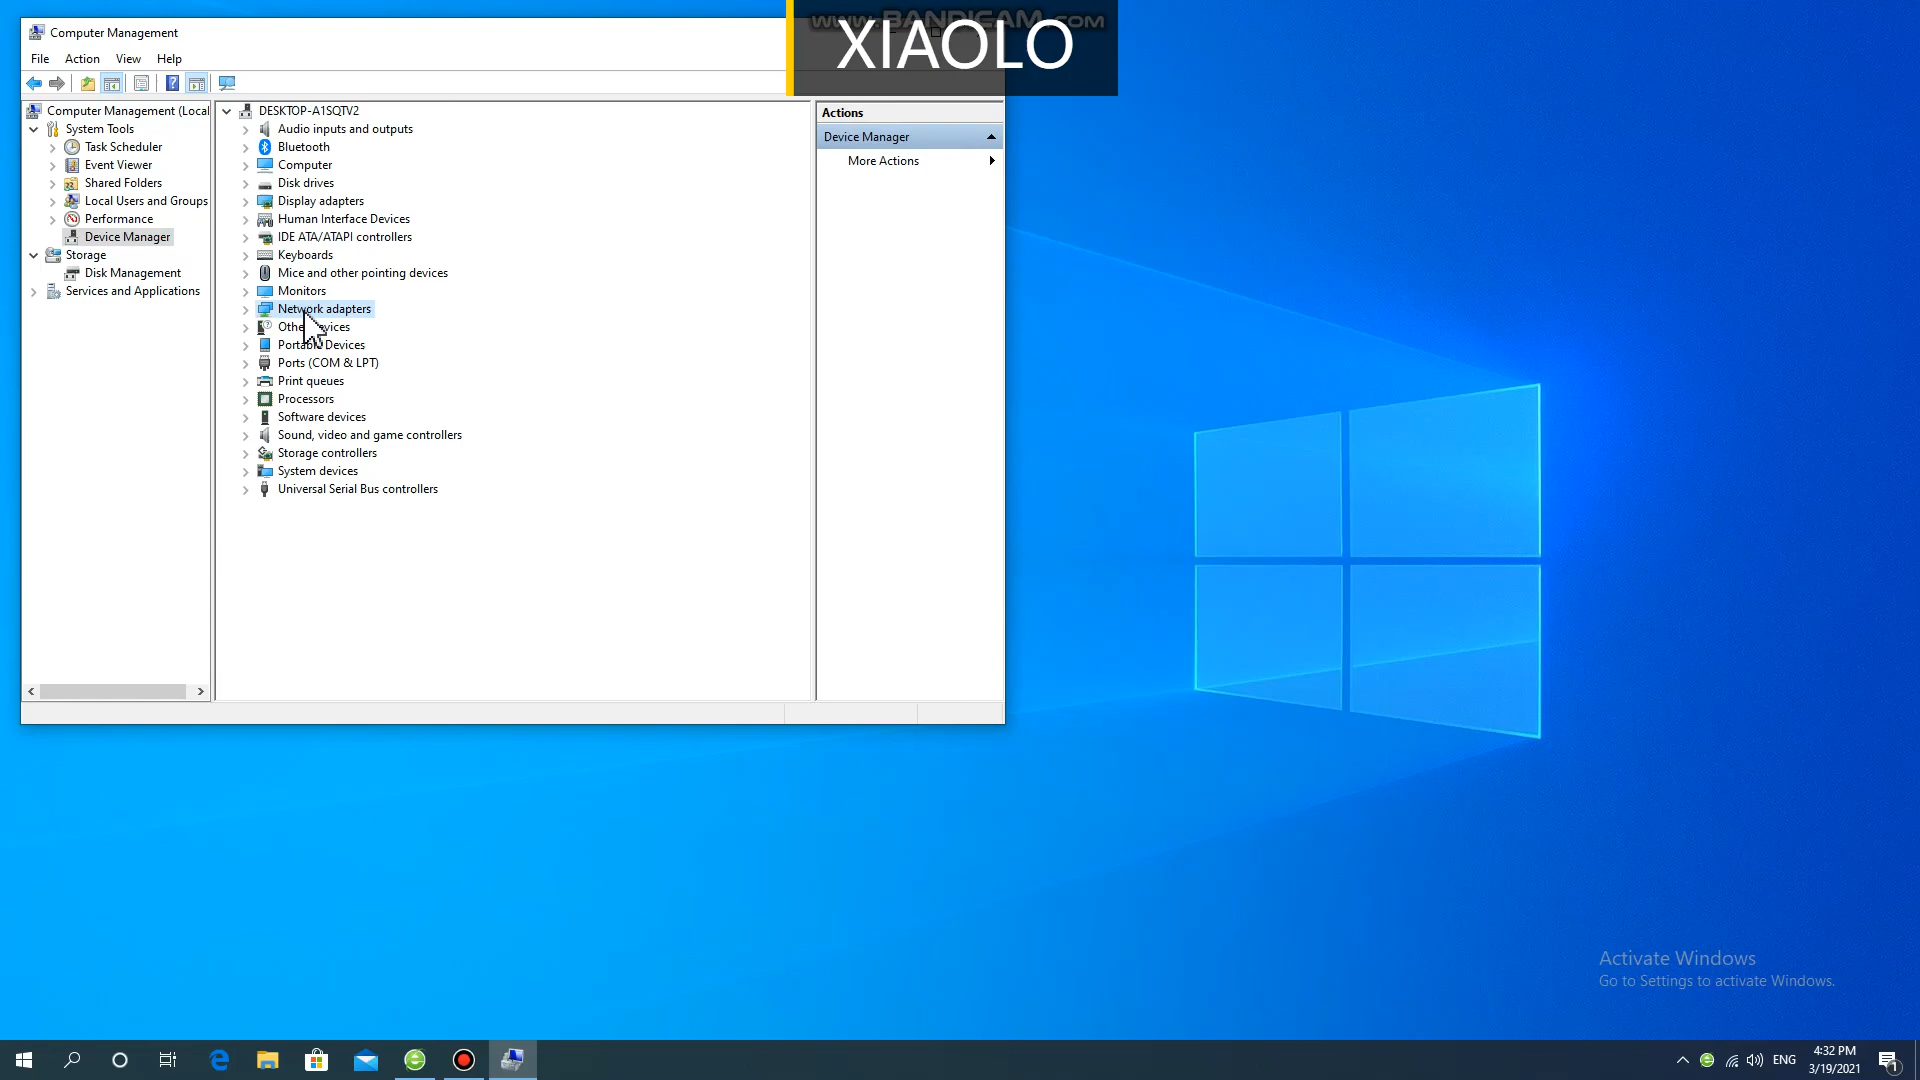 Computer Management
www.BANDICAM.com
XIAOLO
File Action View Help
Computer Management (Local
System Tools
Task Scheduler
Event Viewer
Shared Folders
Local Users and Groups
Performance
Device Manager
Storage
Disk Management
Services and Applications
DESKTOP-A1SQTV2
Audio inputs and outputs
Bluetooth
Computer
Disk drives
Display adapters
Human Interface Devices
IDE ATA/ATAPI controllers
Keyboards
Mice and other pointing devices
Monitors
Network adapters
Other devices
Portable Devices
Ports (COM & LPT)
Print queues
Processors
Software devices
Sound, video and game controllers
Storage controllers
System devices
Universal Serial Bus controllers
Actions
Device Manager
More Actions
Activate Windows
Go to Settings to activate Windows.
ENG
4:32 PM
3/19/2021
1